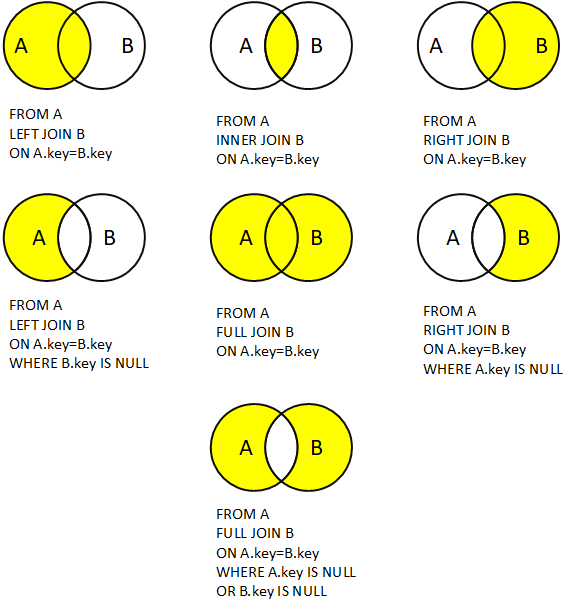 A B
FROM A
LEFT JOIN B
ON A.key=B.key
A B
FROM A
INNER JOIN B
ON A.key=B.key
A B
FROM A
RIGHT JOIN B
ON A.key=B.key
A B
FROM A
LEFT JOIN B
ON A.key=B.key
WHERE B.key IS NULL
A B
FROM A
FULL JOIN B
ON A.key=B.key
A B
FROM A
RIGHT JOIN B
ON A.key=B.key
WHERE A.key IS NULL
A B
FROM A
FULL JOIN B
ON A.key=B.key
WHERE A.key IS NULL
OR B.key IS NULL